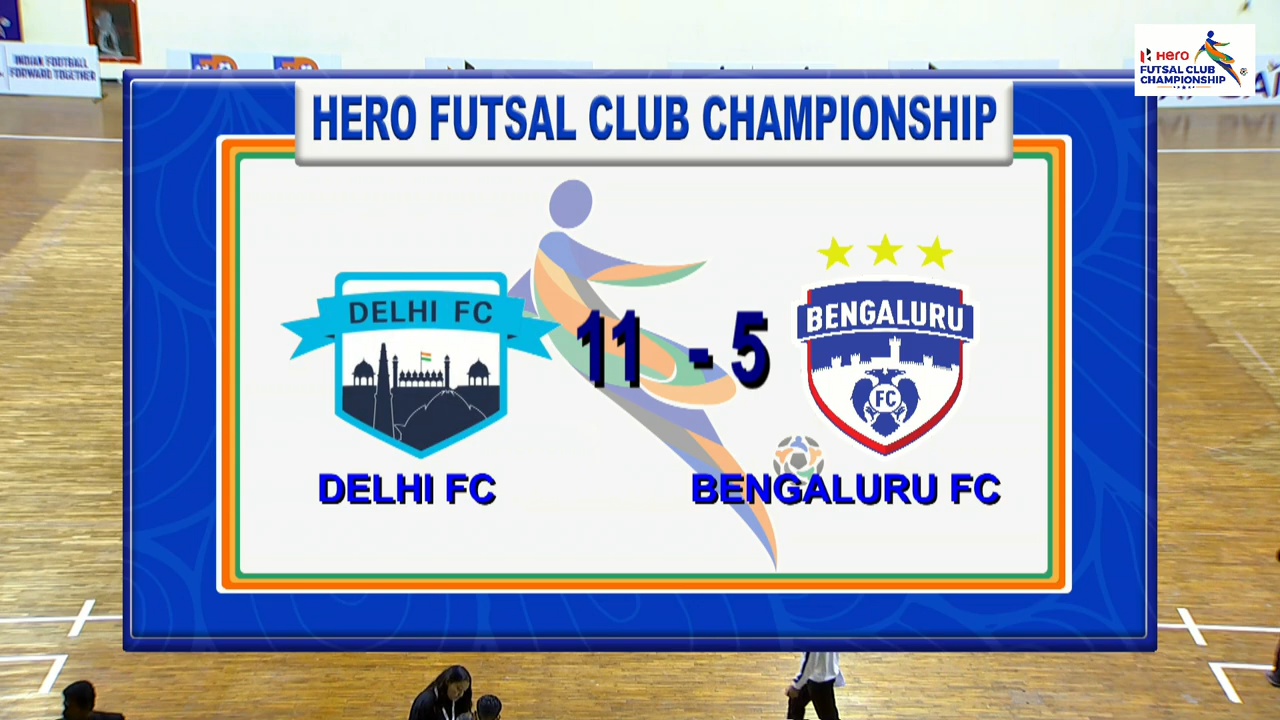 INDIAN FOOTBALL
FORWARD TOGETHER
Hero
FUTSAL CLUB
CHAMPIONSHIP
HERO FUTSAL CLUB CHAMPIONSHIP
DELHI FC
11 - 5
BENGALURU
FC
DELHI FC
BENGALURU FC